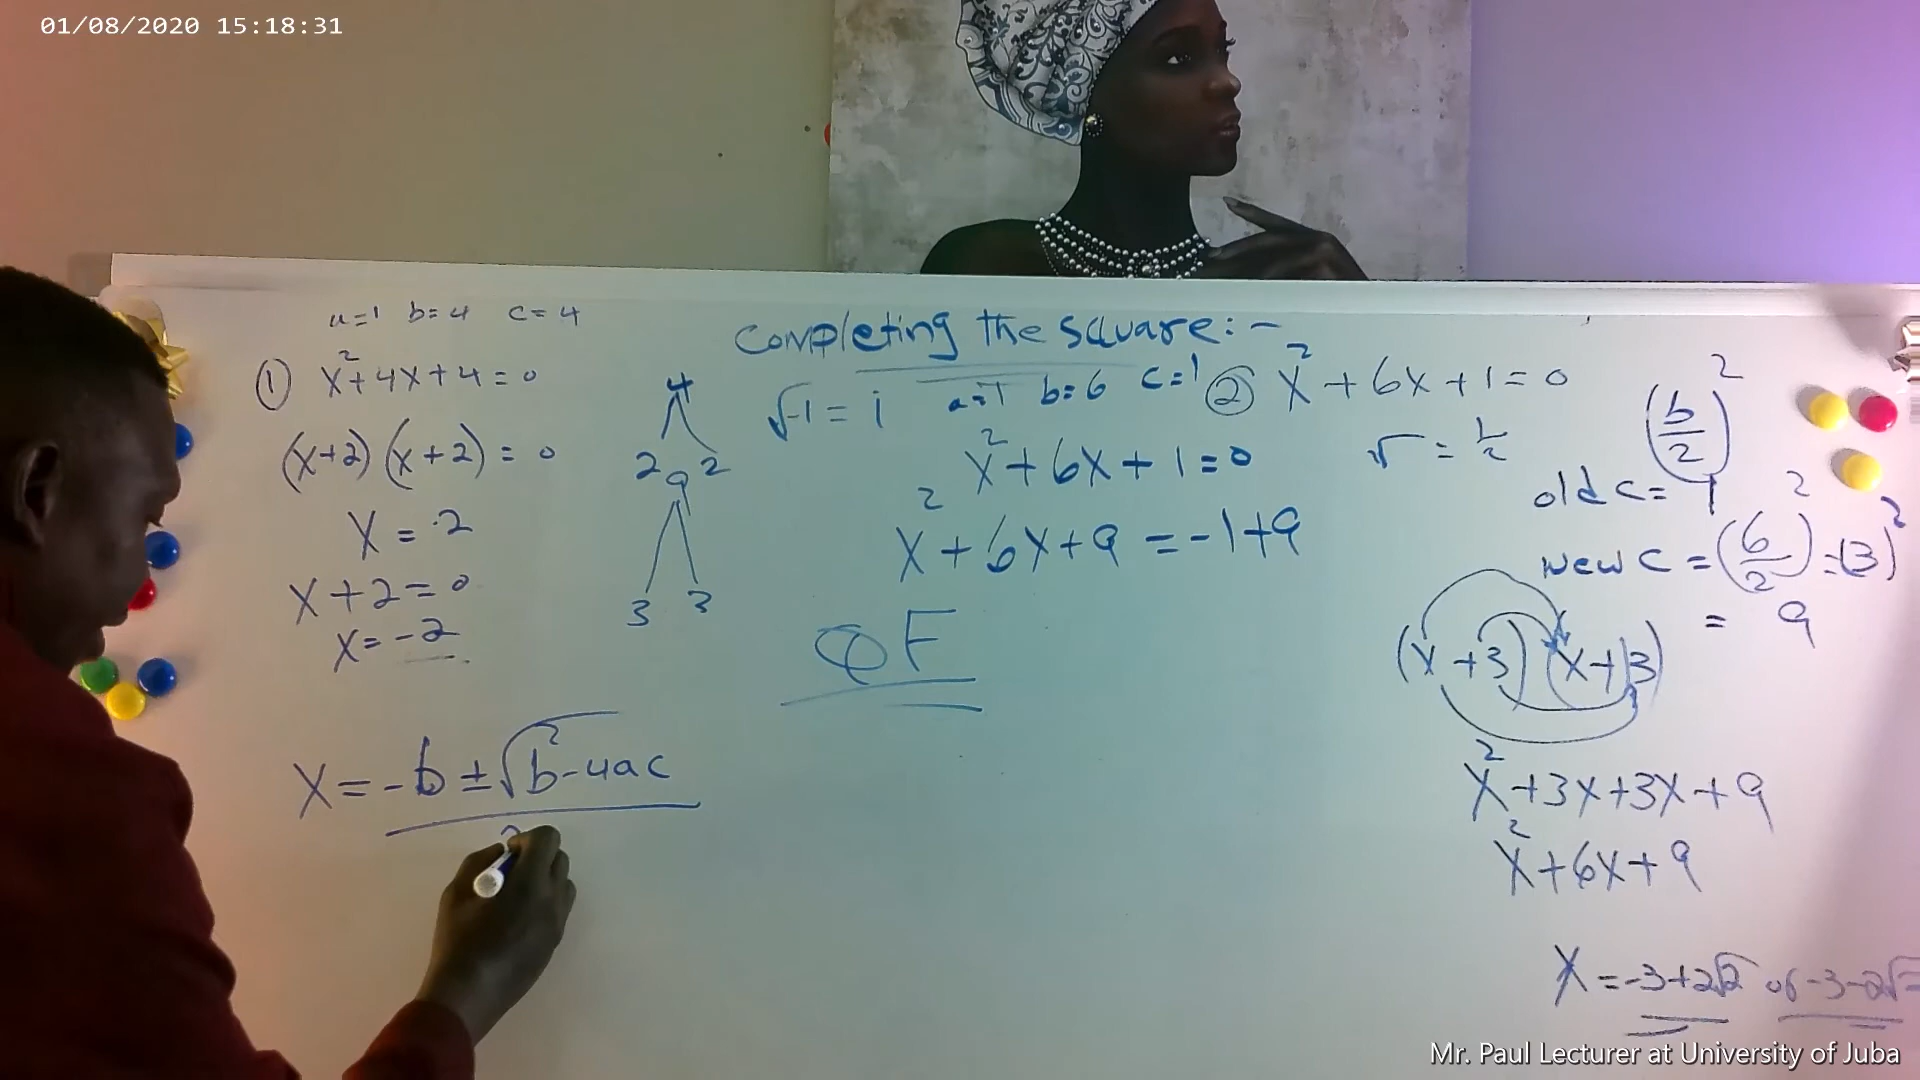 01/08/2020 15:18:31
a=1 b=4 c=4
① x²+4x+4=0
(x+2)(x+2)=0
x=-2
x+2=0
x=-2
4
2 2
9
3 3
Completing the square:-
√-1 = i
a=1 b=6 c=1
② x²+6x+1=0
x²+6x+1=0
x²+6x+9=-1+9
QF
√ = ½
(b/2)²
old c= 1
new c = (6/2)² = (3)²
= 9
(x+3)(x+3)
x²+3x+3x+9
x²+6x+9
x=-3+2√2 or -3-2√
x = -b±√b²-4ac
2
Mr. Paul Lecturer at University of Juba